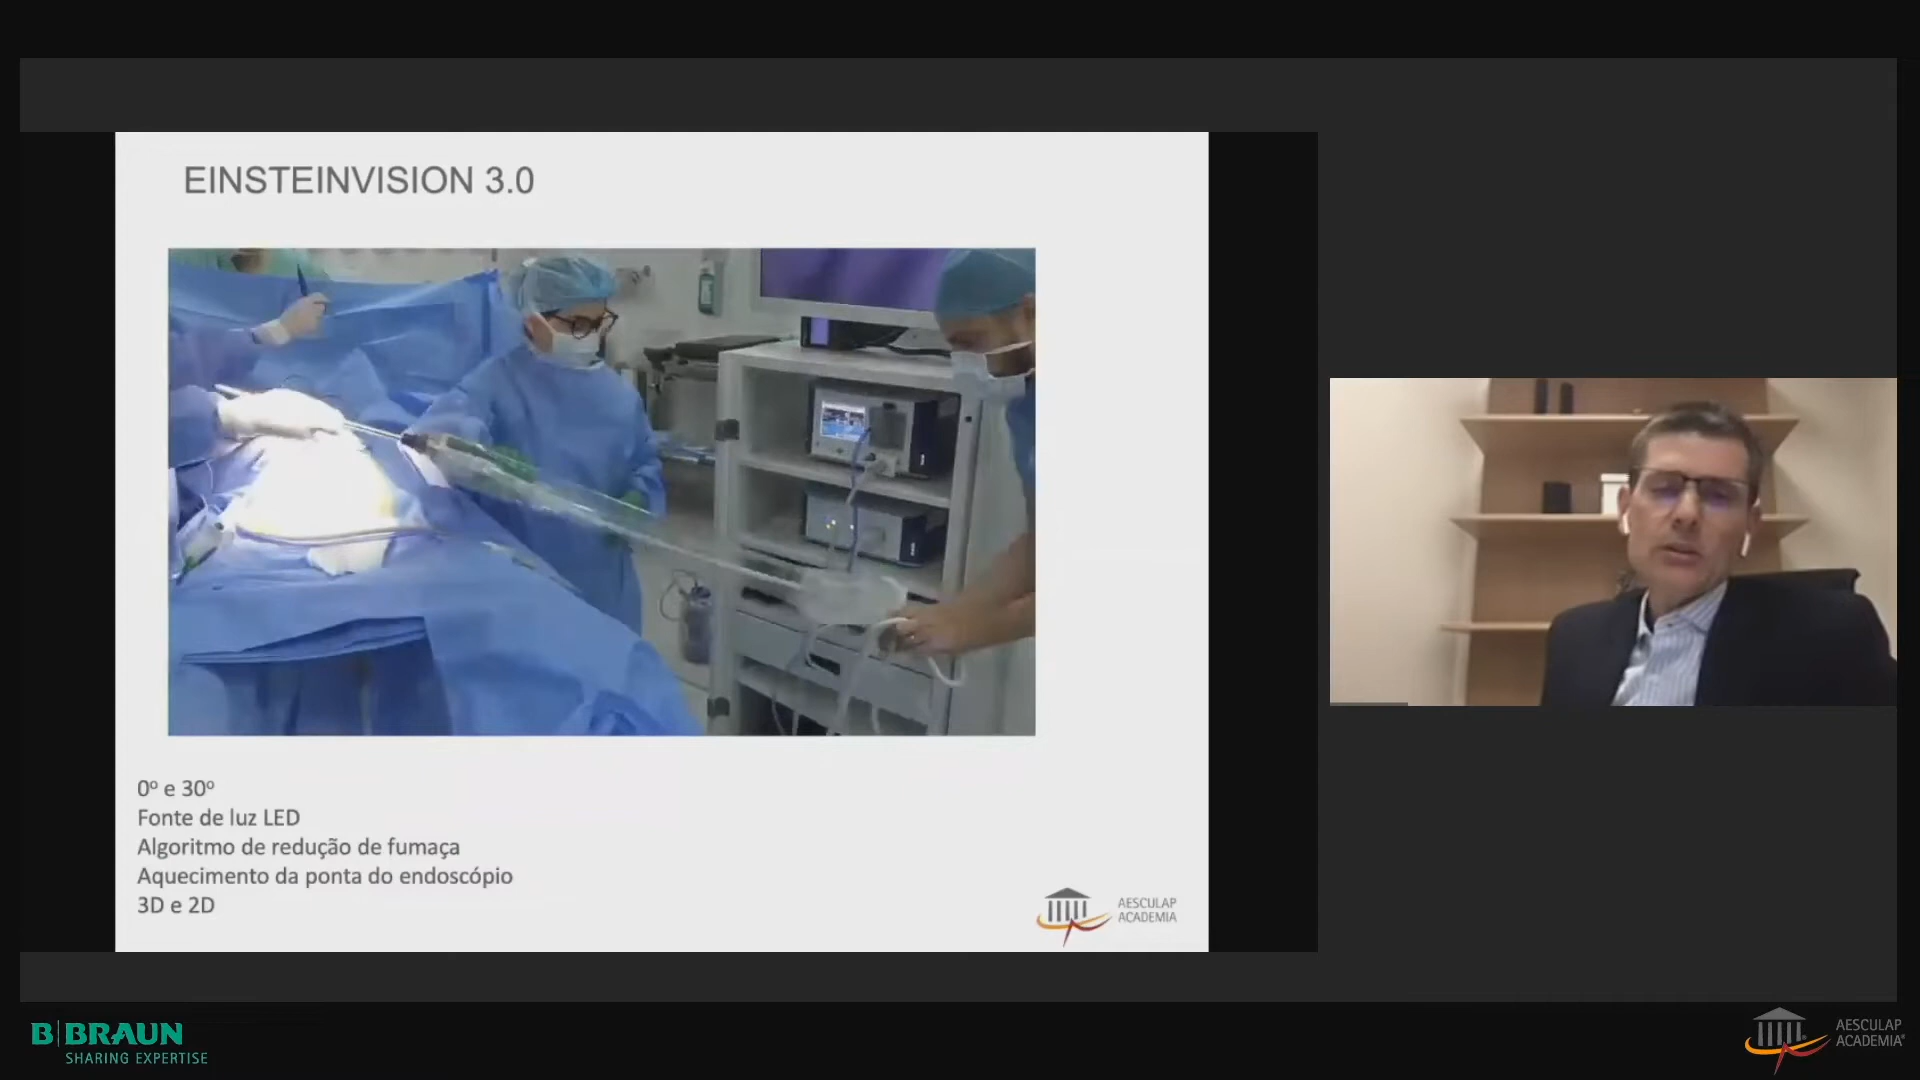 EINSTEINVISION 3.0
0º e 30º
Fonte de luz LED
Algoritmo de redução de fumaça
Aquecimento da ponta do endoscópio
3D e 2D
AESCULAP
ACADEMIA
B|BRAUN
SHARING EXPERTISE
AESCULAP
ACADEMIA®